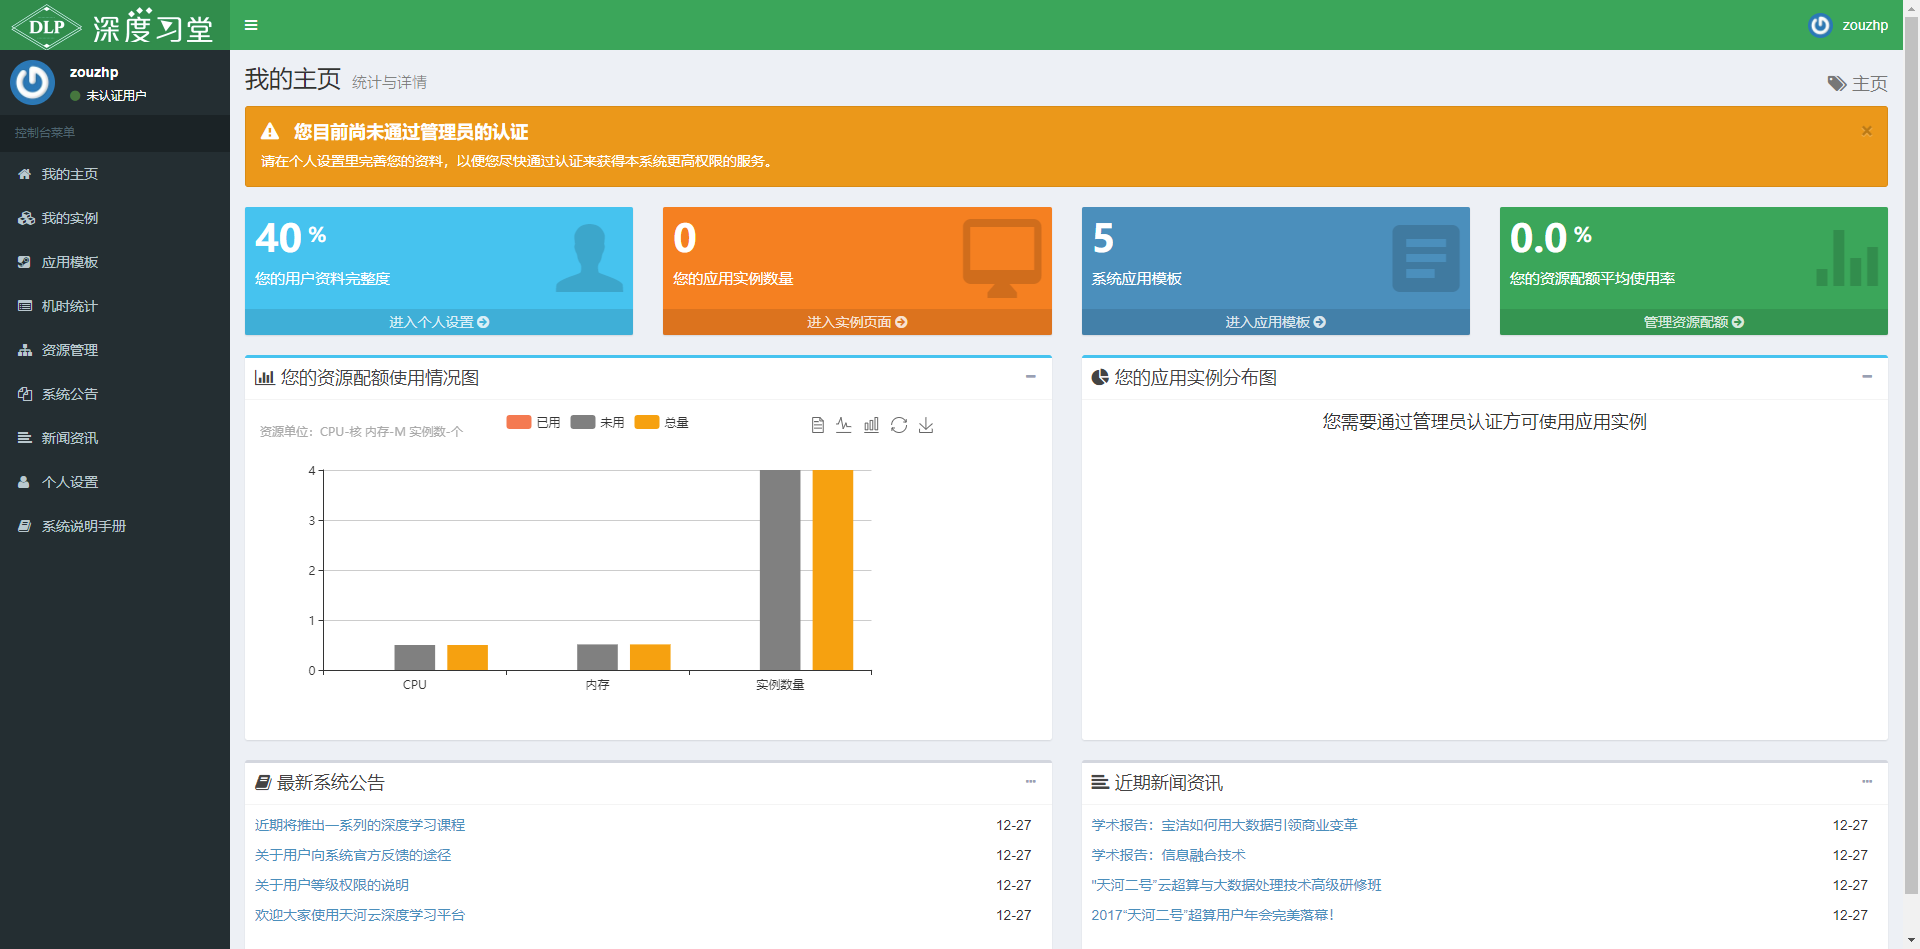 DLP 深度习堂
zouzhp
zouzhp
未认证用户
控制台菜单
我的主页
我的实例
应用模板
机时统计
资源管理
系统公告
新闻资讯
个人设置
系统说明手册
我的主页 统计与详情
主页
您目前尚未通过管理员的认证
×
请在个人设置里完善您的资料，以便您尽快通过认证来获得本系统更高权限的服务。
40 %
您的用户资料完整度
进入个人设置
0
您的应用实例数量
进入实例页面
5
系统应用模板
进入应用模板
0.0 %
您的资源配额平均使用率
管理资源配额
您的资源配额使用情况图
资源单位：CPU-核 内存-M 实例数-个
已用 未用 总量
4
3
2
1
0
CPU 内存 实例数量
您的应用实例分布图
您需要通过管理员认证方可使用应用实例
最新系统公告
近期将推出一系列的深度学习课程 12-27
关于用户向系统官方反馈的途径 12-27
关于用户等级权限的说明 12-27
欢迎大家使用天河云深度学习平台 12-27
近期新闻资讯
学术报告：宝洁如何用大数据引领商业变革 12-27
学术报告：信息融合技术 12-27
"天河二号"云超算与大数据处理技术高级研修班 12-27
2017"天河二号"超算用户年会完美落幕！ 12-27